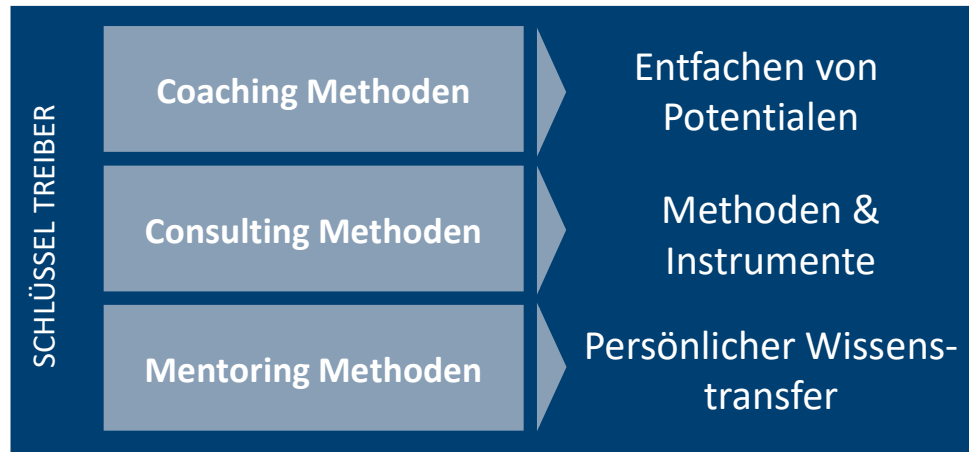 SCHLÜSSEL TREIBER
Coaching Methoden
Entfachen von
Potentialen
Consulting Methoden
Methoden &
Instrumente
Mentoring Methoden
Persönlicher Wissens-
transfer